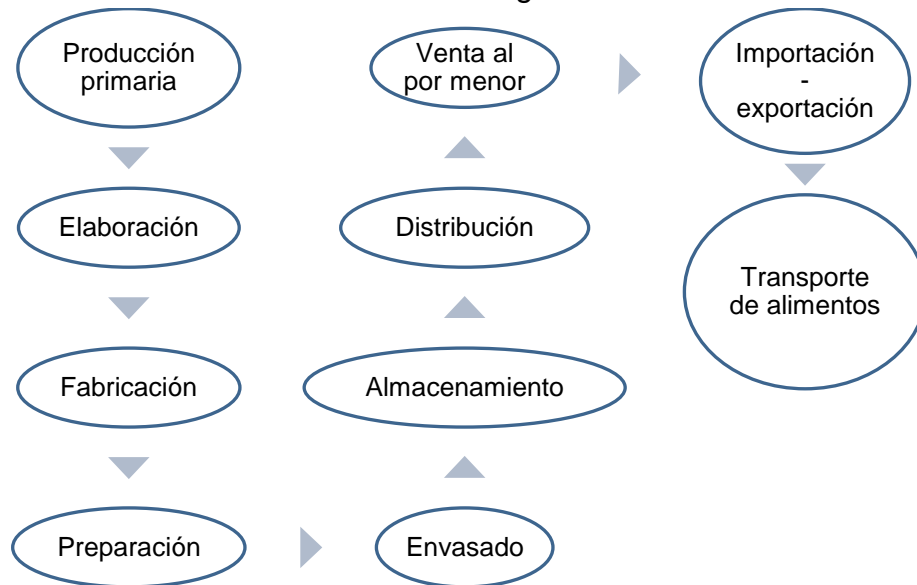 Producción
primaria
Elaboración
Fabricación
Preparación
Envasado
Almacenamiento
Distribución
Venta al
por menor
Importación
-
exportación
Transporte
de alimentos